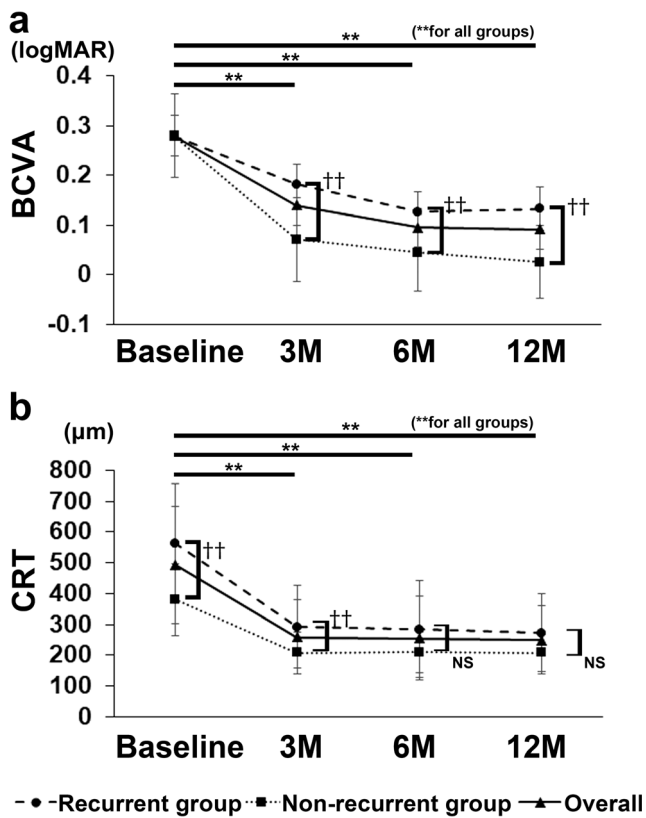 a
(logMAR)
** (**for all groups)
**
**
0.4
0.3
0.2
0.1
0
-0.1
BCVA
††
††
††
Baseline 3M 6M 12M
b
(µm)
** (**for all groups)
**
**
800
700
600
500
400
300
200
100
0
CRT
††
††
NS
NS
Baseline 3M 6M 12M
Recurrent group Non-recurrent group Overall